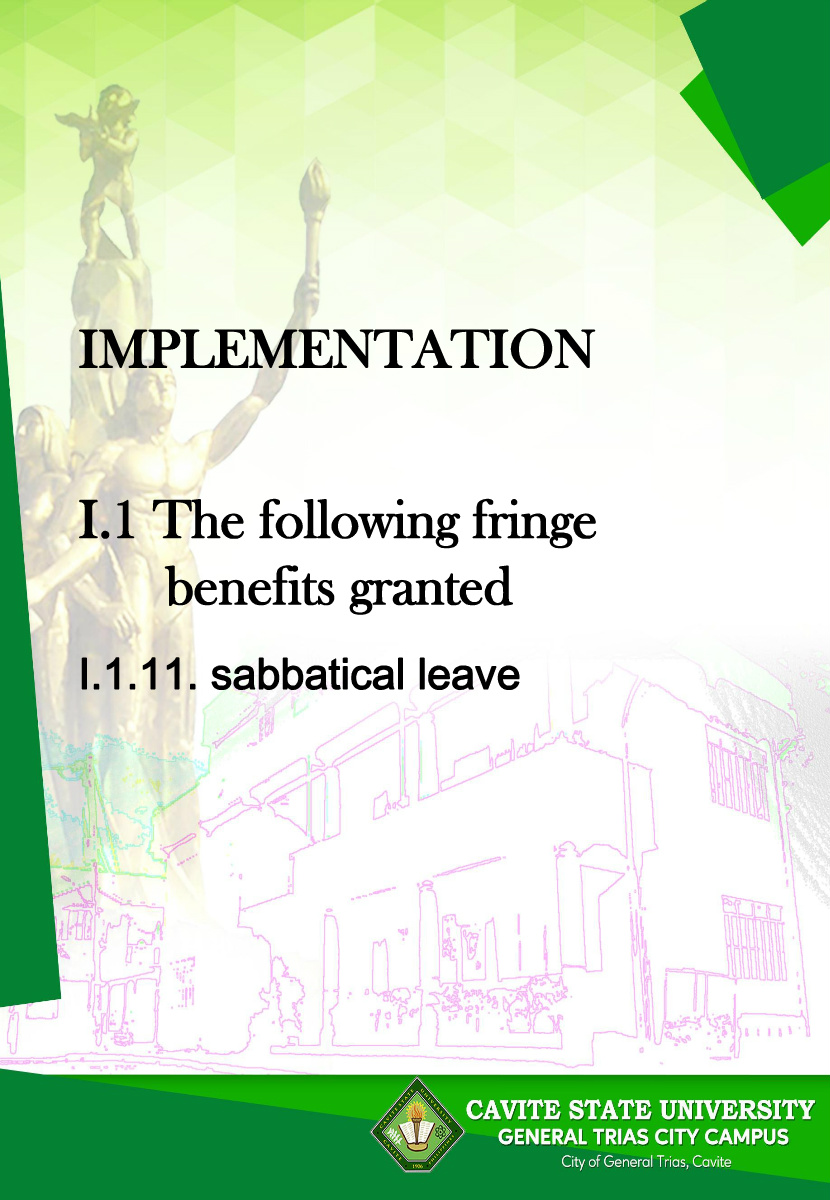 IMPLEMENTATION
I.1 The following fringe
benefits granted
I.1.11. sabbatical leave
CAVITE STATE UNIVERSITY
GENERAL TRIAS CITY CAMPUS
City of General Trias, Cavite
1906